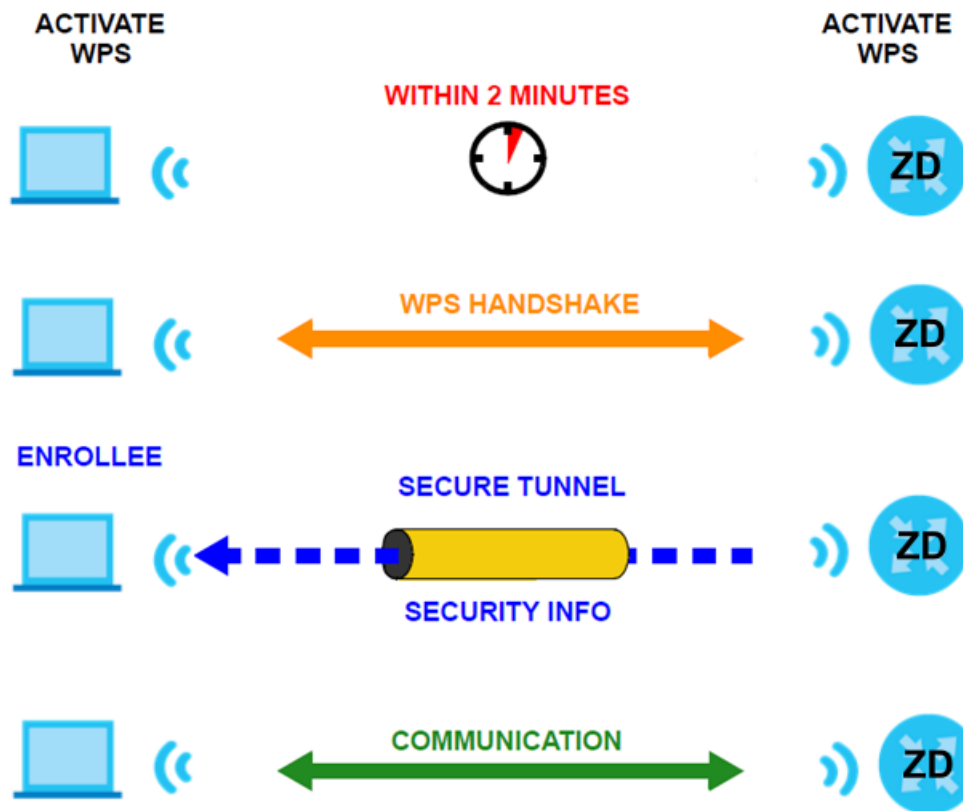 ACTIVATE
WPS
ACTIVATE
WPS
WITHIN 2 MINUTES
ZD
WPS HANDSHAKE
ZD
ENROLLEE
SECURE TUNNEL
ZD
SECURITY INFO
COMMUNICATION
ZD